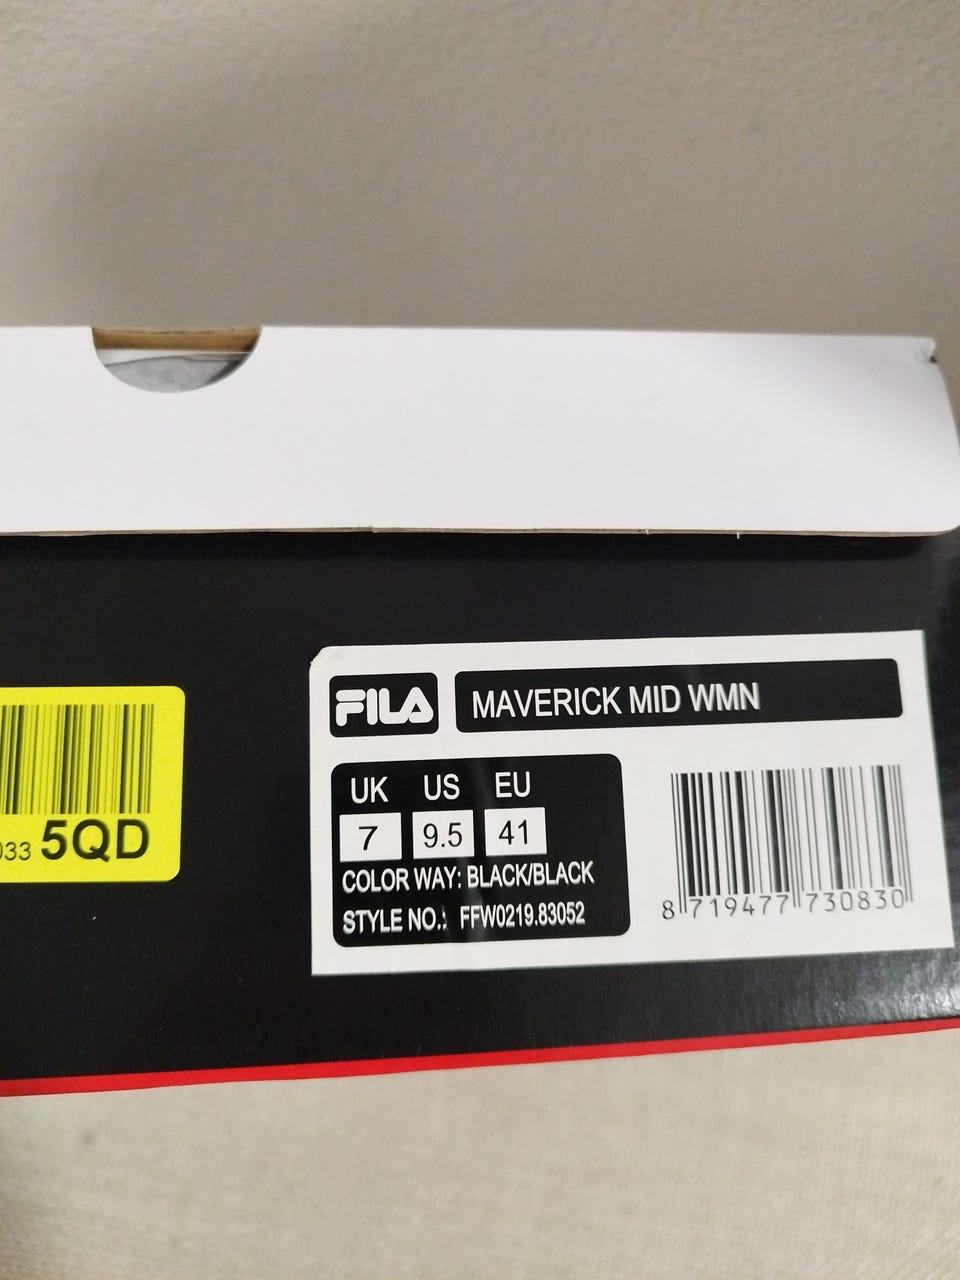 FILA MAVERICK MID WMN
UK US EU
7 9.5 41
COLOR WAY: BLACK/BLACK
STYLE NO.: FFW0219.83052
8 719477 730830
033 5QD